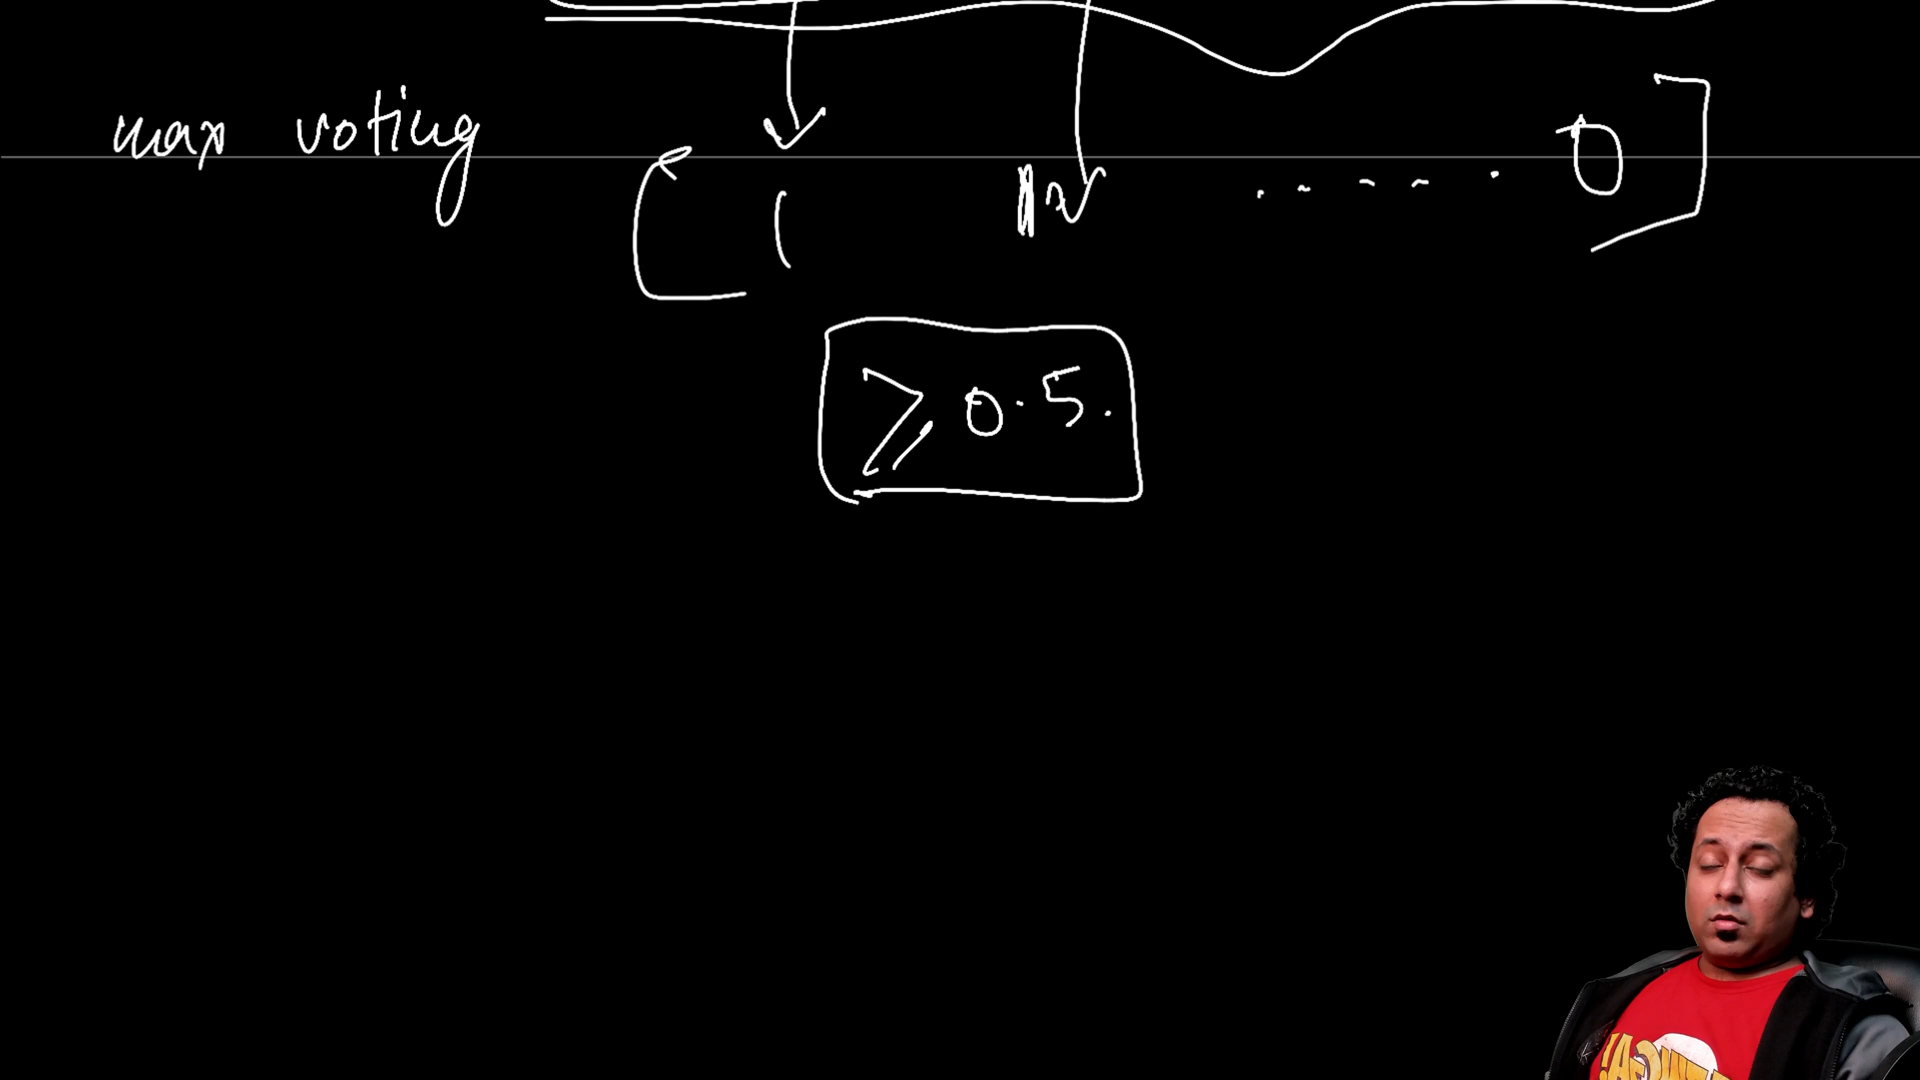 max voting [ 1 ..... 0 ]
≥ 0.5.